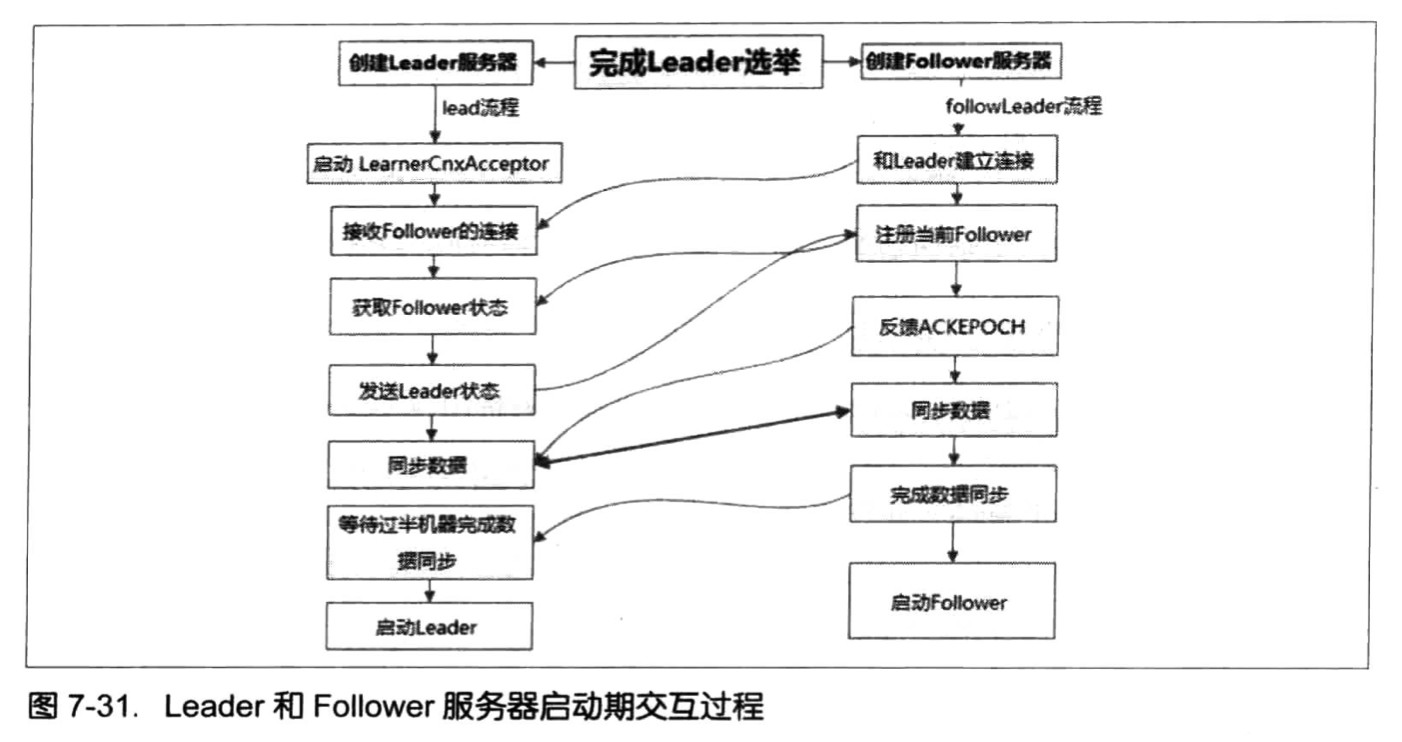 完成Leader选举
创建Leader服务器
lead流程
启动 LearnerCnxAcceptor
接收Follower的连接
获取Follower状态
发送Leader状态
同步数据
等待过半机器完成数
据同步
启动Leader
创建Follower服务器
followLeader流程
和Leader建立连接
注册当前Follower
反馈ACKEPOCH
同步数据
完成数据同步
启动Follower
图 7-31. Leader 和 Follower 服务器启动期交互过程